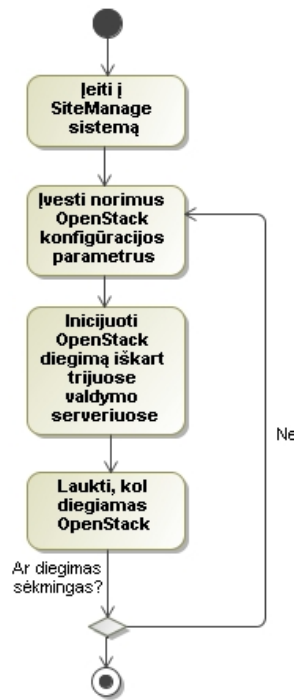 Įeiti į
SiteManage
sistemą
Įvesti norimus
OpenStack
konfigūracijos
parametrus
Inicijuoti
OpenStack
diegimą iškart
trijuose
valdymo
serveriuose
Ne
Laukti, kol
diegiamas
OpenStack
Ar diegimas
sėkmingas?